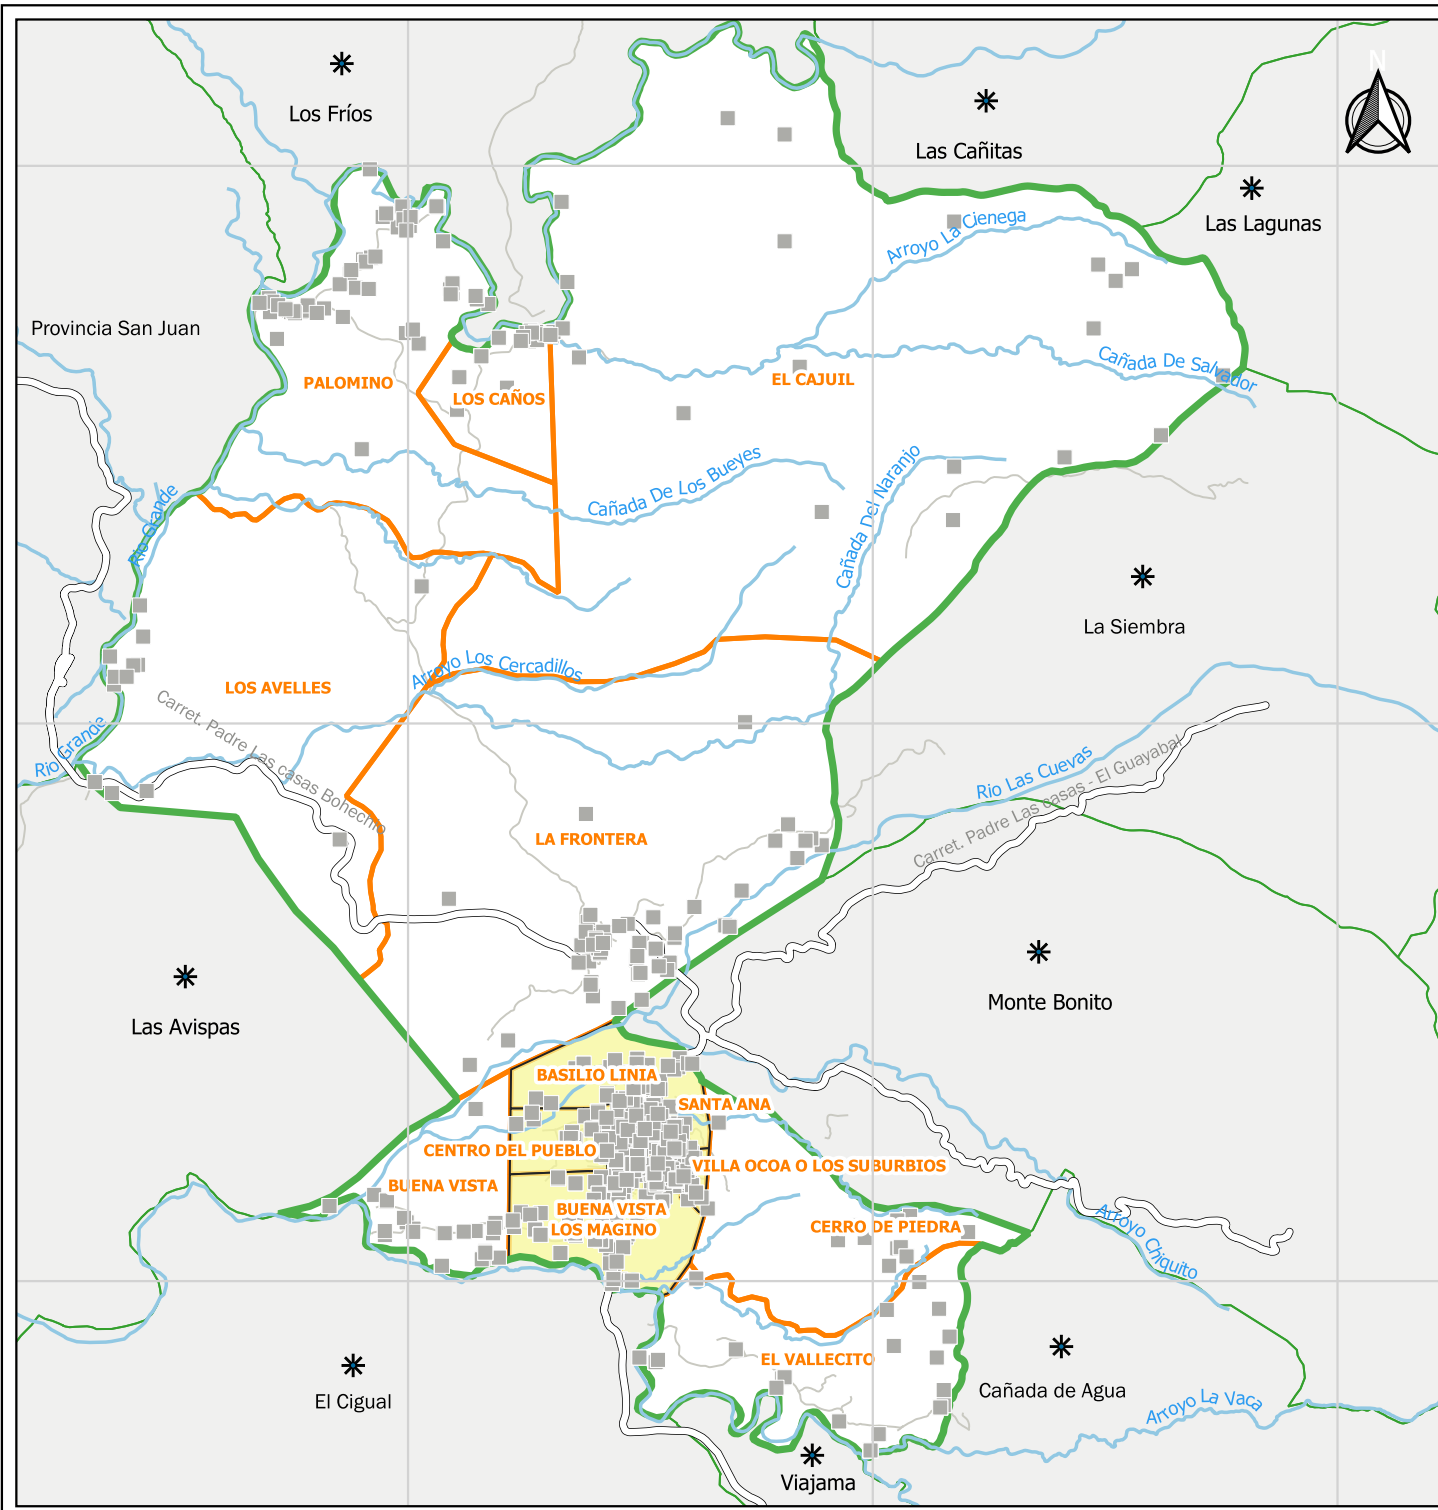 N
Los Fríos
Las Cañitas
Las Lagunas
Arroyo La Cienega
Provincia San Juan
Cañada De Salvador
PALOMINO
EL CAJUIL
LOS CAÑOS
Cañada De Los Bueyes
Cañada Del Naranjo
Rio Grande
La Siembra
Arroyo Los Cercadillos
LOS AVELLES
Carret. Padre Las casas Bohechio
Rio Grande
Rio Las Cuevas
Carret. Padre Las casas - El Guayabal
LA FRONTERA
Las Avispas
Monte Bonito
BASILIO LINIA
SANTA ANA
CENTRO DEL PUEBLO
VILLA OCOA O LOS SUBURBIOS
BUENA VISTA
BUENA VISTA
LOS MAGINO
CERRO DE PIEDRA
Arroyo Chiquito
EL VALLECITO
El Cigual
Cañada de Agua
Arroyo La Vaca
Viajama